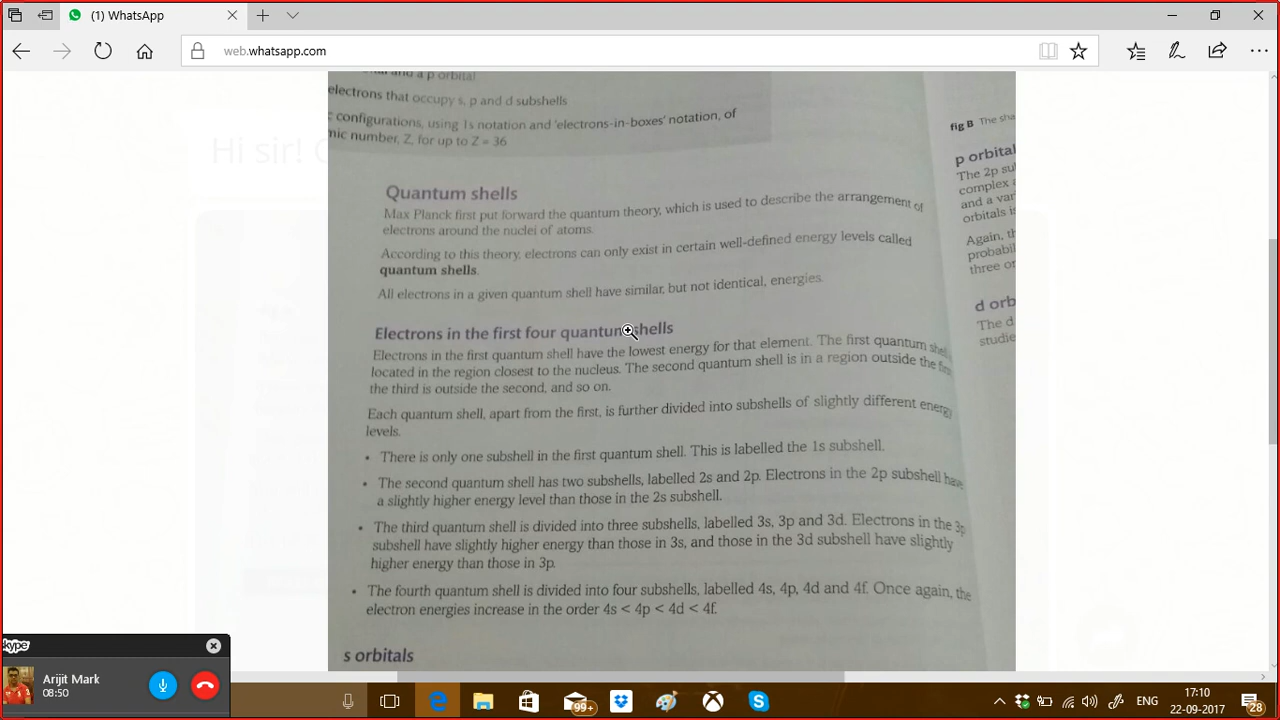 (1) WhatsApp
web.whatsapp.com
and a p orbital
electrons that occupy s, p and d subshells
configurations, using 1s notation and 'electrons-in-boxes' notation, of
number, Z, for up to Z = 36
Quantum shells
Max Planck first put forward the quantum theory, which is used to describe the arrangement of
electrons around the nuclei of atoms.
According to this theory, electrons can only exist in certain well-defined energy levels called
quantum shells.
All electrons in a given quantum shell have similar, but not identical, energies.
Electrons in the first four quantum shells
Electrons in the first quantum shell have the lowest energy for that element. The first quantum
located in the region closest to the nucleus. The second quantum shell is in a region outside the
the third is outside the second, and so on.
Each quantum shell, apart from the first, is further divided into subshells of slightly different energy
levels.
• There is only one subshell in the first quantum shell. This is labelled the 1s subshell.
• The second quantum shell has two subshells, labelled 2s and 2p. Electrons in the 2p subshell have
a slightly higher energy level than those in the 2s subshell.
• The third quantum shell is divided into three subshells, labelled 3s, 3p and 3d. Electrons in the 3p
subshell have slightly higher energy than those in 3s, and those in the 3d subshell have slightly
higher energy than those in 3p.
• The fourth quantum shell is divided into four subshells, labelled 4s, 4p, 4d and 4f. Once again, the
electron energies increase in the order 4s < 4p < 4d < 4f.
s orbitals
fig B The sha
p orbital
The 2p su
complex a
and a var
orbitals is
Again, th
probabil
three or
d orb
The d
studie
Hi sir!
skype
Arijit Mark
08:50
99+
ENG
17:10
22-09-2017
28